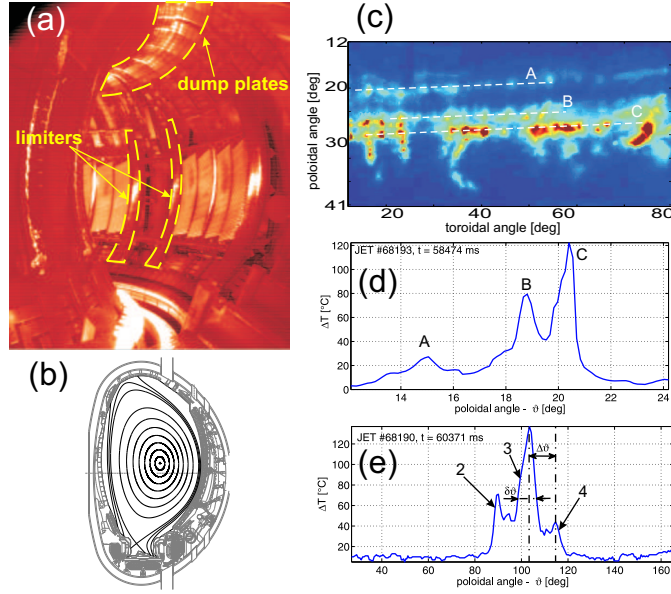 (a)
dump plates
limiters
(b)
(c)
12
20
30
41
poloidal angle [deg]
A
B
C
20
40
60
80
toroidal angle [deg]
(d)
JET #68193, t = 58474 ms
120
100
80
60
40
20
0
ΔT [°C]
A
B
C
14
16
18
20
22
24
poloidal angle - ϑ [deg]
(e)
JET #68190, t = 60371 ms
120
100
80
60
40
20
ΔT [°C]
2
3
δϑ
Δϑ
4
40
60
80
100
120
140
160
poloidal angle - ϑ [deg]